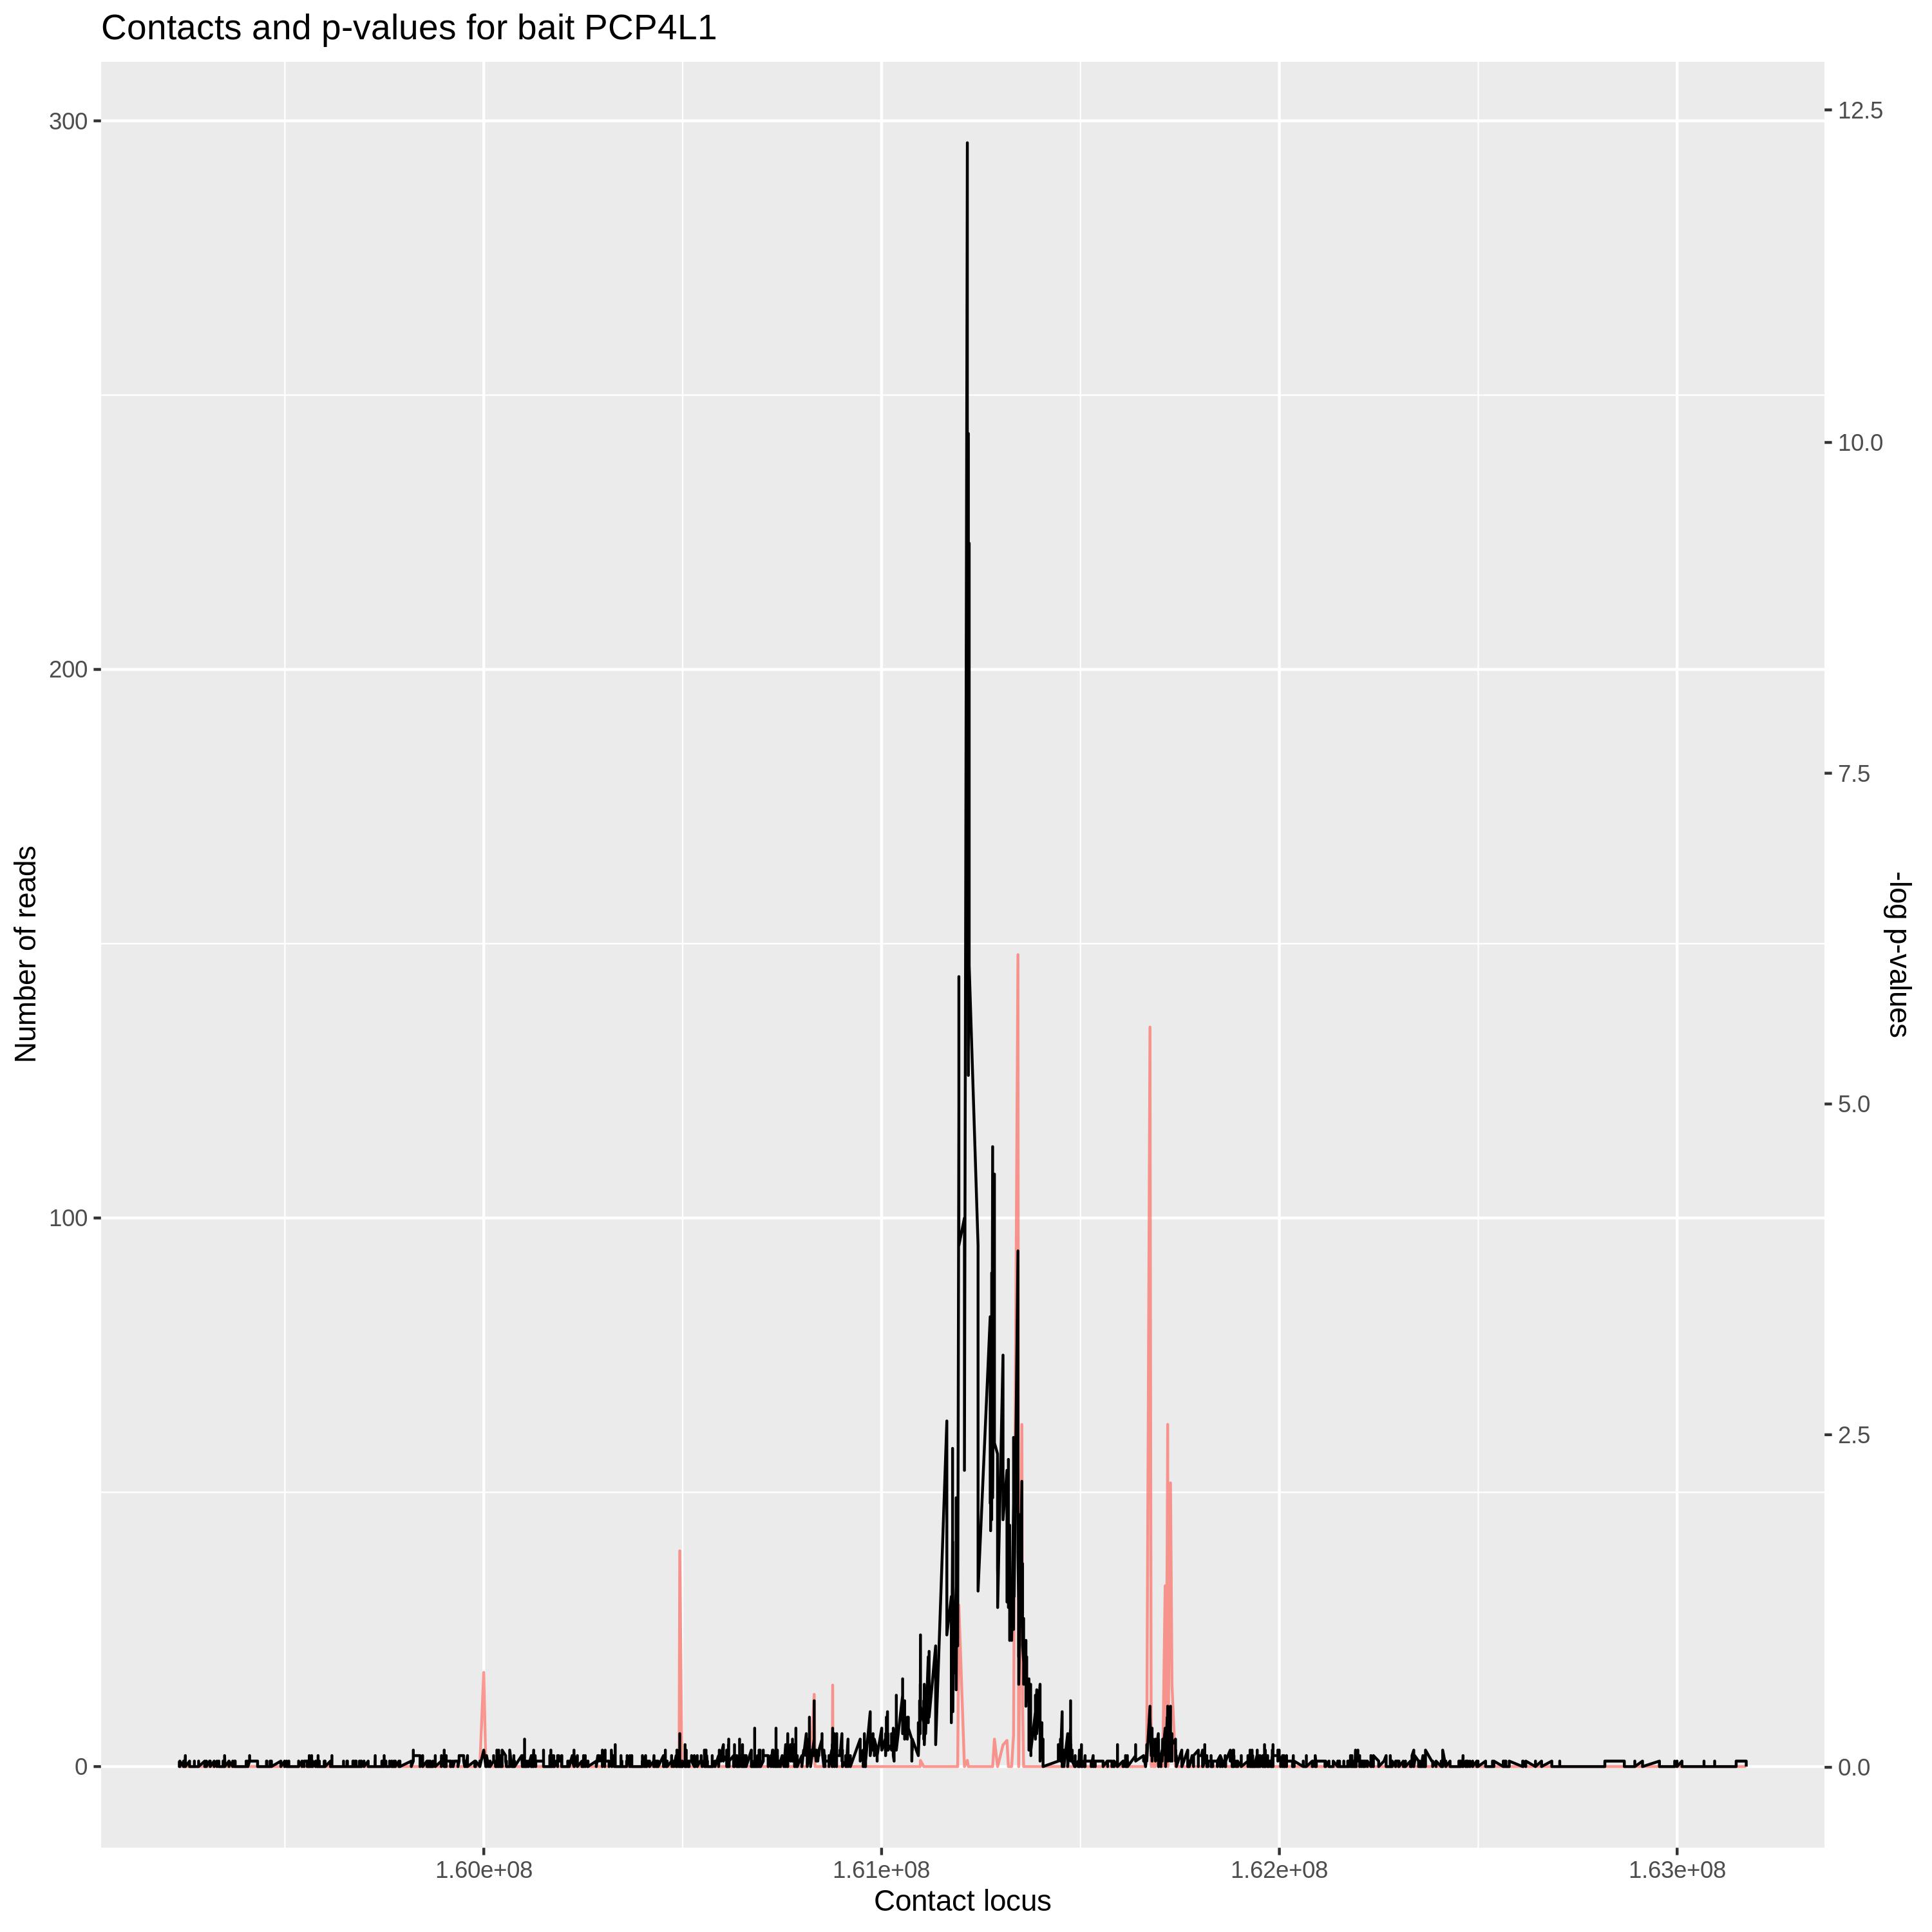 Contacts and p-values for bait PCP4L1
300
200
100
0
Number of reads
12.5
10.0
7.5
5.0
2.5
0.0
-log p-values
1.60e+08
1.61e+08
1.62e+08
1.63e+08
Contact locus